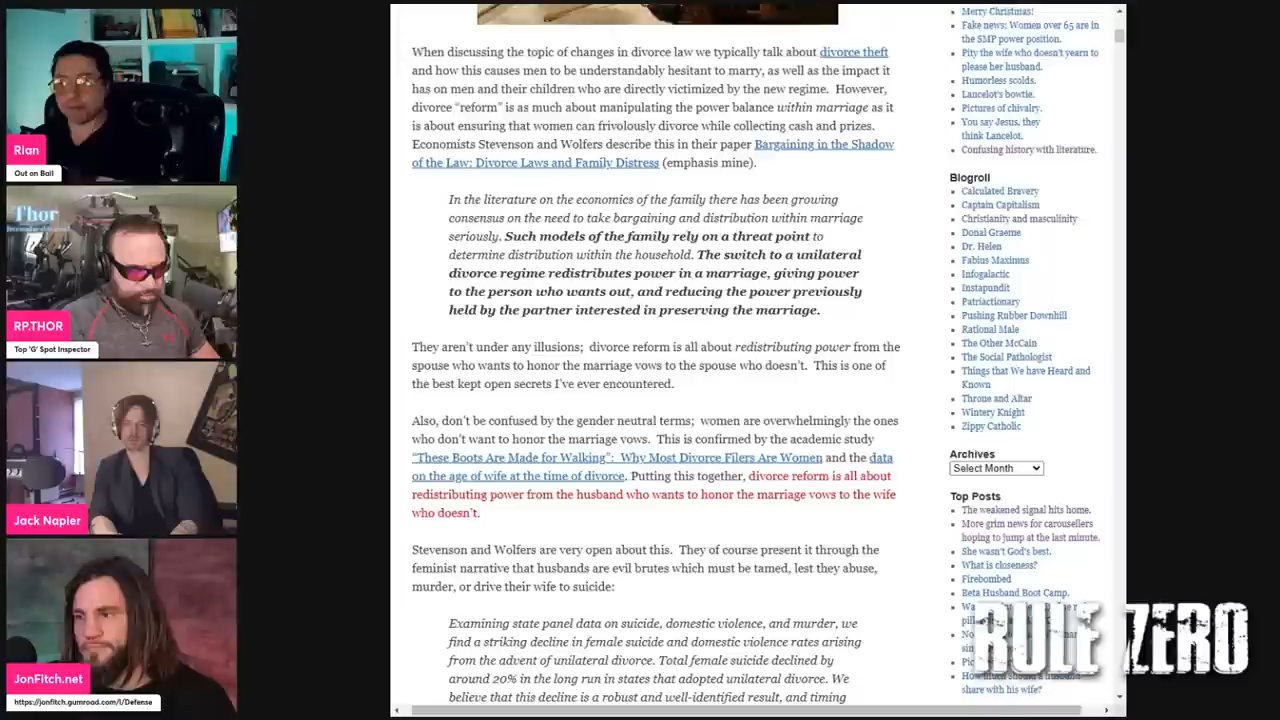 Rian
Out on Bail
Thor
RP.THOR
Top 'G' Spot Inspector
Jack Napier
JonFitch.net
https://jonfitch.gumroad.com/l/Defense
When discussing the topic of changes in divorce law we typically talk about divorce theft
and how this causes men to be understandably hesitant to marry, as well as the impact it
has on men and their children who are directly victimized by the new regime.  However,
divorce “reform” is as much about manipulating the power balance within marriage as it
is about ensuring that women can frivolously divorce while collecting cash and prizes.
Economists Stevenson and Wolfers describe this in their paper Bargaining in the Shadow
of the Law: Divorce Laws and Family Distress (emphasis mine).
In the literature on the economics of the family there has been growing
consensus on the need to take bargaining and distribution within marriage
seriously. Such models of the family rely on a threat point to
determine distribution within the household. The switch to a unilateral
divorce regime redistributes power in a marriage, giving power
to the person who wants out, and reducing the power previously
held by the partner interested in preserving the marriage.
They aren’t under any illusions;  divorce reform is all about redistributing power from the
spouse who wants to honor the marriage vows to the spouse who doesn’t.  This is one of
the best kept open secrets I’ve ever encountered.
Also, don’t be confused by the gender neutral terms;  women are overwhelmingly the ones
who don’t want to honor the marriage vows.  This is confirmed by the academic study
“These Boots Are Made for Walking”:  Why Most Divorce Filers Are Women and the data
on the age of wife at the time of divorce. Putting this together, divorce reform is all about
redistributing power from the husband who wants to honor the marriage vows to the wife
who doesn’t.
Stevenson and Wolfers are very open about this.  They of course present it through the
feminist narrative that husbands are evil brutes which must be tamed, lest they abuse,
murder, or drive their wife to suicide:
Examining state panel data on suicide, domestic violence, and murder, we
find a striking decline in female suicide and domestic violence rates arising
from the advent of unilateral divorce. Total female suicide declined by
around 20% in the long run in states that adopted unilateral divorce. We
believe that this decline is a robust and well-identified result, and timing
Merry Christmas!
Fake news: Women over 65 are in
the SMP power position.
Pity the wife who doesn't yearn to
please her husband.
Humorless scolds.
Lancelot's bowtie.
Pictures of chivalry.
You say Jesus, they
think Lancelot.
Confusing history with literature.
Blogroll
Calculated Bravery
Captain Capitalism
Christianity and masculinity
Donal Graeme
Dr. Helen
Fabius Maximus
Infogalactic
Instapundit
Patriactionary
Pushing Rubber Downhill
Rational Male
The Other McCain
The Social Pathologist
Things that We have Heard and
Known
Throne and Altar
Wintery Knight
Zippy Catholic
Archives
Select Month
Top Posts
The weakened signal hits home.
More grim news for carousellers
hoping to jump at the last minute.
She wasn't God's best.
What is closeness?
Firebombed
Beta Husband Boot Camp.
share with his wife?
RULE ZERO